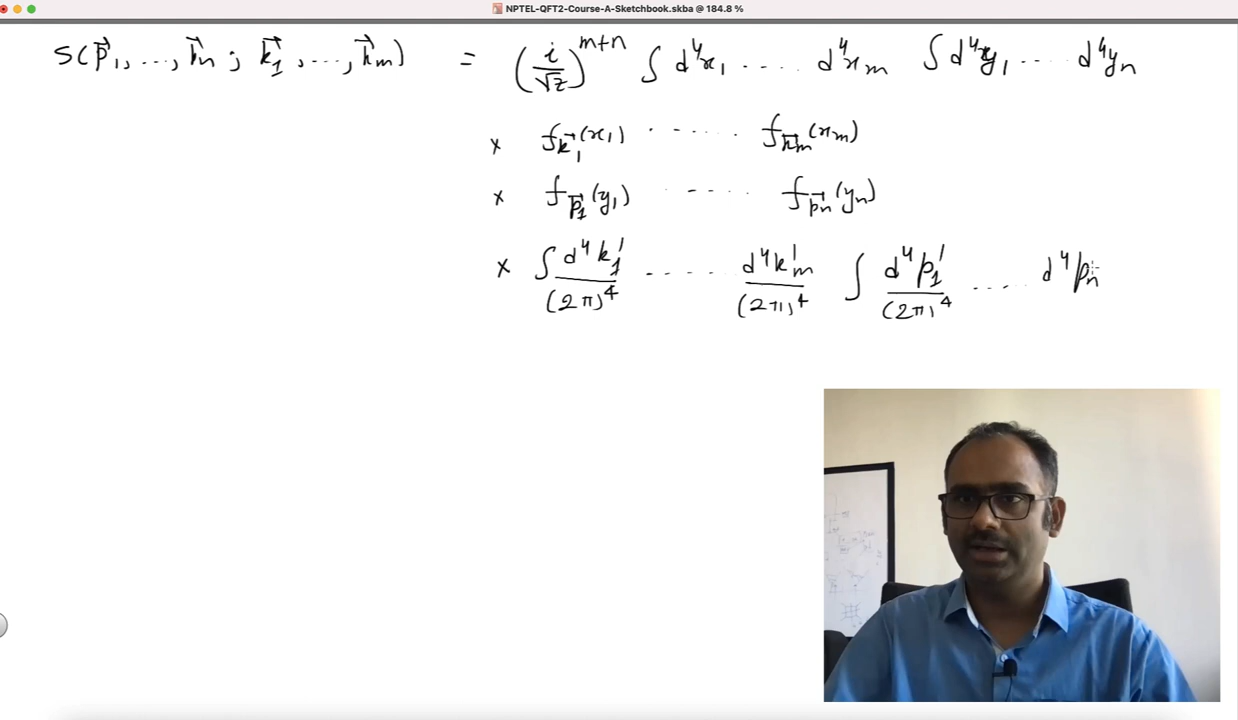 NPTEL-QFT2-Course-A-Sketchbook.skba @ 184.8 %
S(p⃗₁, ..., p⃗ₙ ; k⃗₁, ..., k⃗ₘ) = (i/√z)^{m+n} ∫ d⁴x₁ .... d⁴xₘ ∫ d⁴y₁ .... d⁴yₙ
× f_{k⃗₁}(x₁) ...... f_{k⃗ₘ}(xₘ)
× f_{p⃗₁}(y₁) ..... f_{p⃗ₙ}(yₙ)
× ∫ d⁴k₁'/(2π)⁴ ...... d⁴k'ₘ/(2π)⁴ ∫ d⁴p₁'/(2π)⁴ ..... d⁴pₙ